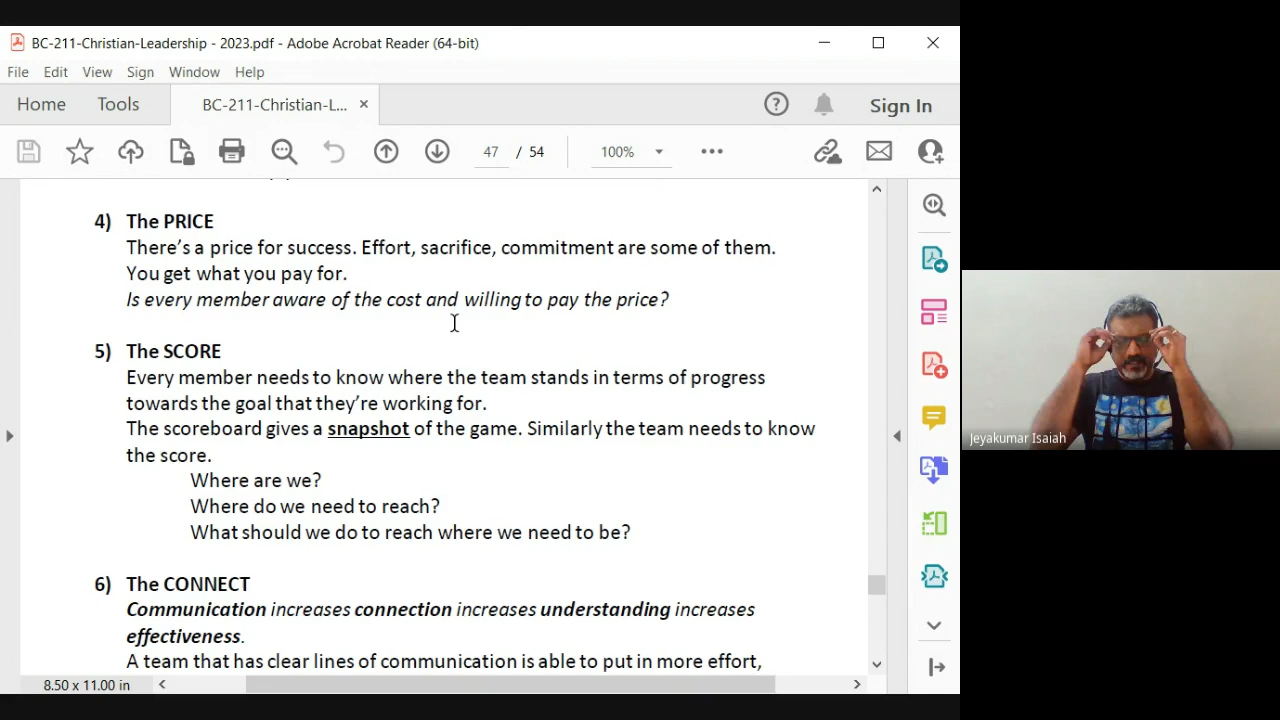 BC-211-Christian-Leadership - 2023.pdf - Adobe Acrobat Reader (64-bit)
File Edit View Sign Window Help
Home Tools BC-211-Christian-L... × Sign In
47 / 54 100%
4) The PRICE
There's a price for success. Effort, sacrifice, commitment are some of them.
You get what you pay for.
Is every member aware of the cost and willing to pay the price?
5) The SCORE
Every member needs to know where the team stands in terms of progress
towards the goal that they're working for.
The scoreboard gives a snapshot of the game. Similarly the team needs to know
the score.
Where are we?
Where do we need to reach?
What should we do to reach where we need to be?
6) The CONNECT
Communication increases connection increases understanding increases
effectiveness.
A team that has clear lines of communication is able to put in more effort,
8.50 x 11.00 in
Jeyakumar Isaiah